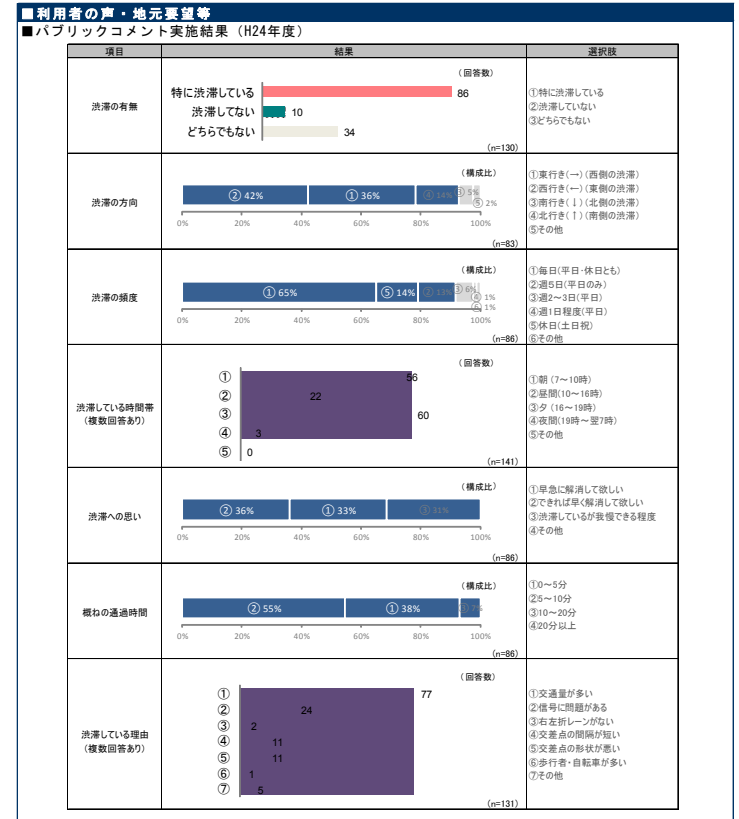 ■利用者の声・地元要望等
■パブリックコメント実施結果（H24年度）
項目 結果 選択肢
渋滞の有無
（回答数）
特に渋滞している 86
渋滞してない 10
どちらでもない 34
(n=130)
①特に渋滞している
②渋滞していない
③どちらでもない
渋滞の方向
（構成比）
② 42% ① 36% ④ 14% ③ 5%
⑤ 2%
0% 20% 40% 60% 80% 100%
(n=83)
①東行き(→)(西側の渋滞)
②西行き(←)(東側の渋滞)
③南行き(↓)(北側の渋滞)
④北行き(↑)(南側の渋滞)
⑤その他
渋滞の頻度
（構成比）
① 65% ⑤ 14% ② 13% ③ 6%
④ 1%
⑥ 1%
0% 20% 40% 60% 80% 100%
(n=86)
①毎日(平日・休日とも)
②週5日(平日のみ)
③週2～3日(平日)
④週1日程度(平日)
⑤休日(土日祝)
⑥その他
渋滞している時間帯
（複数回答あり）
（回答数）
① 56
② 22
③ 60
④ 3
⑤ 0
(n=141)
①朝（7～10時）
②昼間(10～16時)
③夕（16～19時）
④夜間(19時～翌7時)
⑤その他
渋滞への思い
（構成比）
② 36% ① 33% ③ 31%
0% 20% 40% 60% 80% 100%
(n=86)
①早急に解消して欲しい
②できれば早く解消して欲しい
③渋滞しているが我慢できる程度
④その他
概ねの通過時間
（構成比）
② 55% ① 38% ③ 7%
0% 20% 40% 60% 80% 100%
(n=86)
①0～5分
②5～10分
③10～20分
④20分以上
渋滞している理由
（複数回答あり）
（回答数）
① 77
② 24
③ 2
④ 11
⑤ 11
⑥ 1
⑦ 5
(n=131)
①交通量が多い
②信号に問題がある
③右左折レーンがない
④交差点の間隔が短い
⑤交差点の形状が悪い
⑥歩行者・自転車が多い
⑦その他